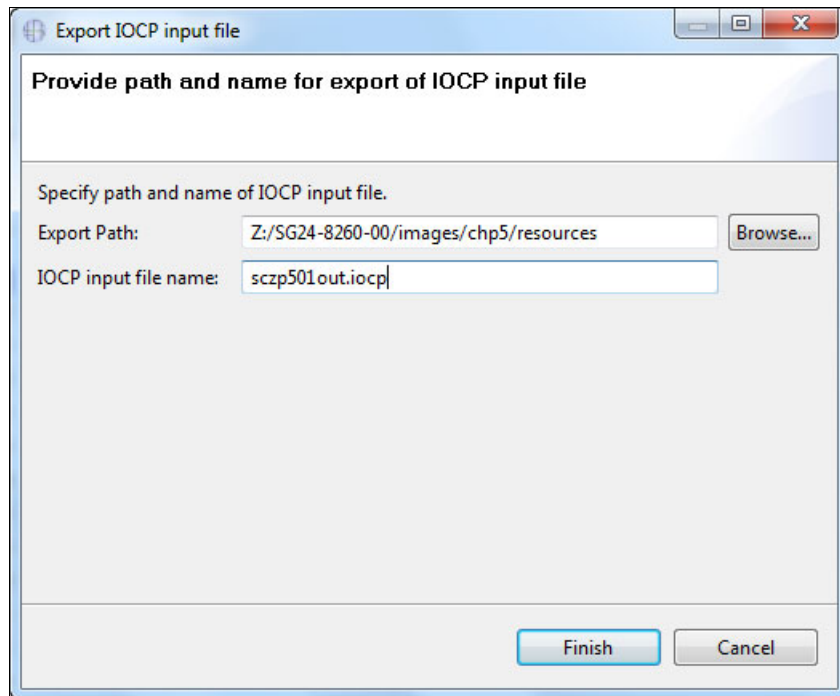 Export IOCP input file
Provide path and name for export of IOCP input file
Specify path and name of IOCP input file.
Export Path: Z:/SG24-8260-00/images/chp5/resources Browse...
IOCP input file name: sczp501out.iocp
Finish Cancel